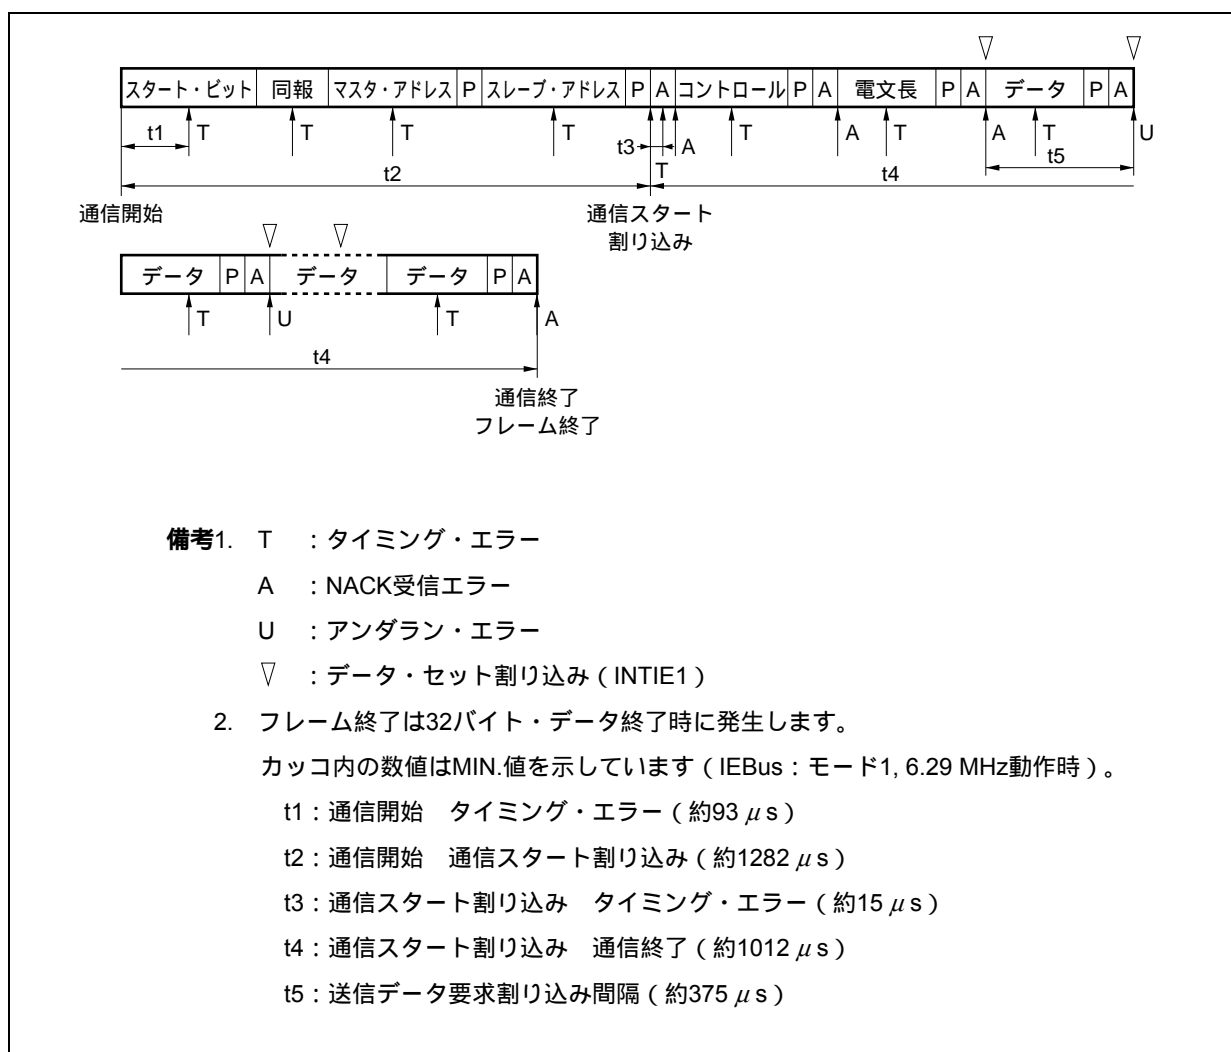 ▽ ▽
スタート・ビット 同報 マスタ・アドレス P スレーブ・アドレス P A コントロール P A 電文長 P A データ P A
t1 T T T T t3 A T A T A T U
T t5
t2 t4
通信開始 通信スタート
割り込み
▽ ▽
データ P A データ データ P A
T U T A
t4
通信終了
フレーム終了
備考1. T :タイミング・エラー
A :NACK受信エラー
U :アンダラン・エラー
▽ :データ・セット割り込み(INTIE1)
2. フレーム終了は32バイト・データ終了時に発生します。
カッコ内の数値はMIN.値を示しています(IEBus:モード1, 6.29 MHz動作時)。
t1:通信開始 タイミング・エラー(約93 μs)
t2:通信開始 通信スタート割り込み(約1282 μs)
t3:通信スタート割り込み タイミング・エラー(約15 μs)
t4:通信スタート割り込み 通信終了(約1012 μs)
t5:送信データ要求割り込み間隔(約375 μs)